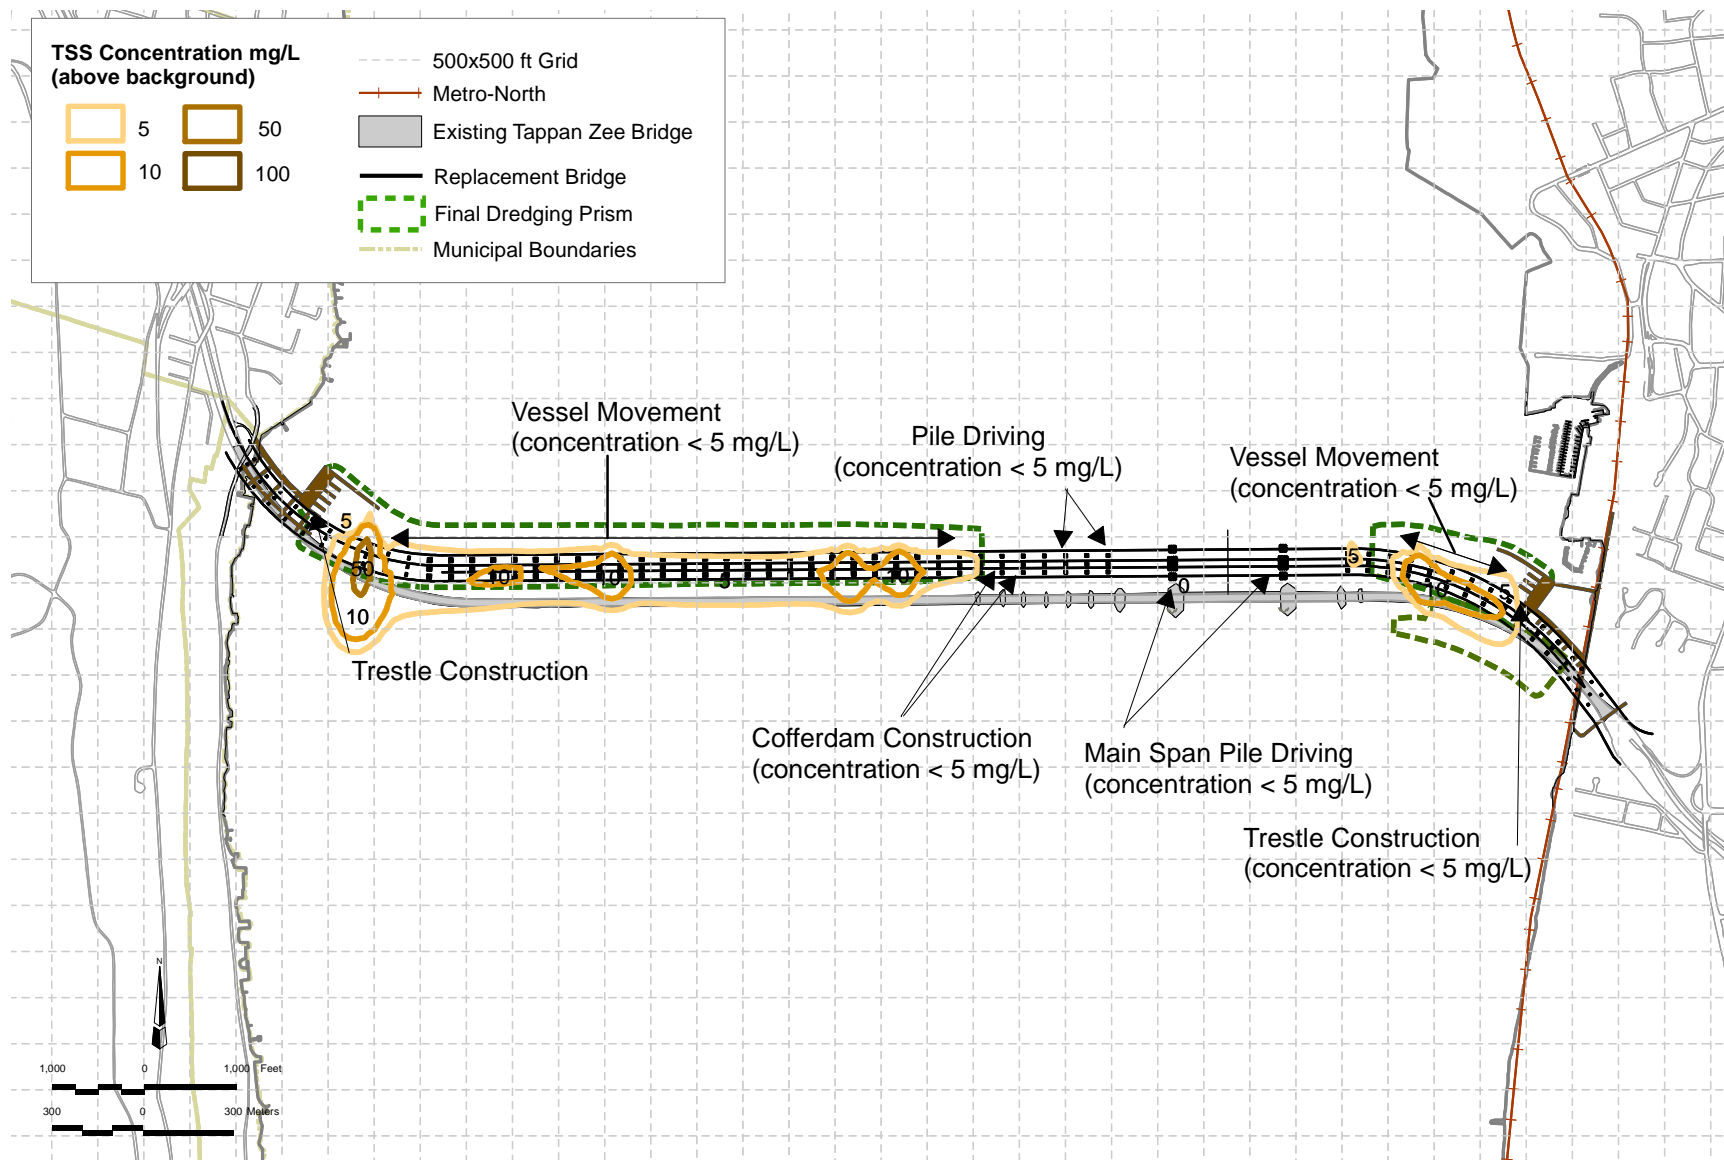 TSS Concentration mg/L
(above background)
5
50
10
100
500x500 ft Grid
Metro-North
Existing Tappan Zee Bridge
Replacement Bridge
Final Dredging Prism
Municipal Boundaries
Vessel Movement
(concentration < 5 mg/L)
Pile Driving
(concentration < 5 mg/L)
Vessel Movement
(concentration < 5 mg/L)
5
50
10
10
10
5
10
0
5
10
5
Trestle Construction
Cofferdam Construction
(concentration < 5 mg/L)
Main Span Pile Driving
(concentration < 5 mg/L)
Trestle Construction
(concentration < 5 mg/L)
N
1,000 0 1,000 Feet
300 0 300 Meters